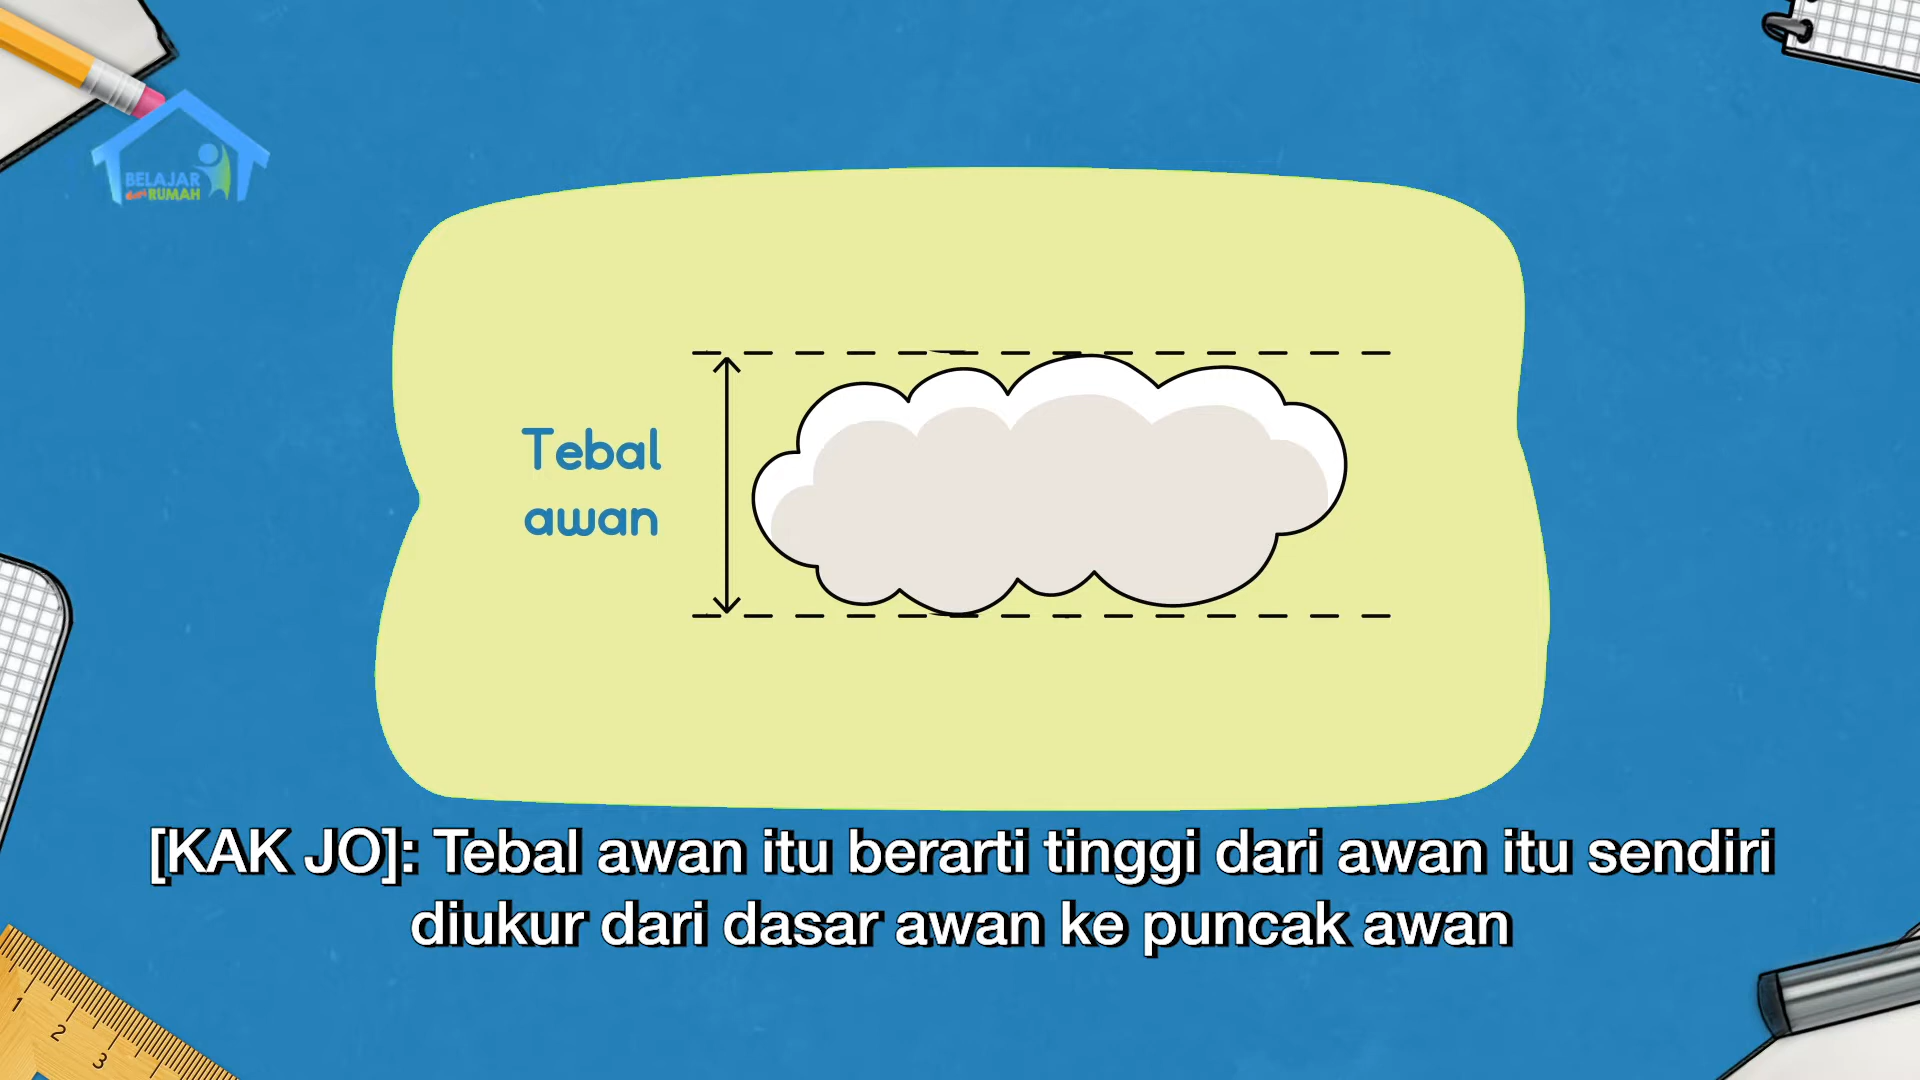 BELAJAR
dari RUMAH
Tebal
awan
[KAK JO]: Tebal awan itu berarti tinggi dari awan itu sendiri
diukur dari dasar awan ke puncak awan
1
2
3